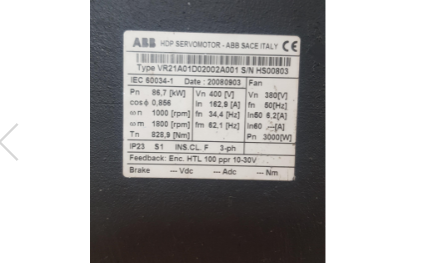 ABB HDP SERVOMOTOR - ABB SACE ITALY CE
Type VR21A01D02002A001 S/N HS00803
IEC 60034-1 Date : 20080903 Fan
Pn 86,7 [kW] Vn 400 [V] Vn 380[V]
cosϕ 0,856 In 162,9 [A] fn 50[Hz]
ωn 1000 [rpm] fn 34,4 [Hz] In50 6,2[A]
ωm 1800 [rpm] fm 62,1 [Hz] In60 .--[A]
Tn 828,9 [Nm] Pn 3000[W]
IP23 S1 INS.CL. F 3-ph
Feedback: Enc. HTL 100 ppr 10-30V
Brake --- Vdc --- Adc --- Nm